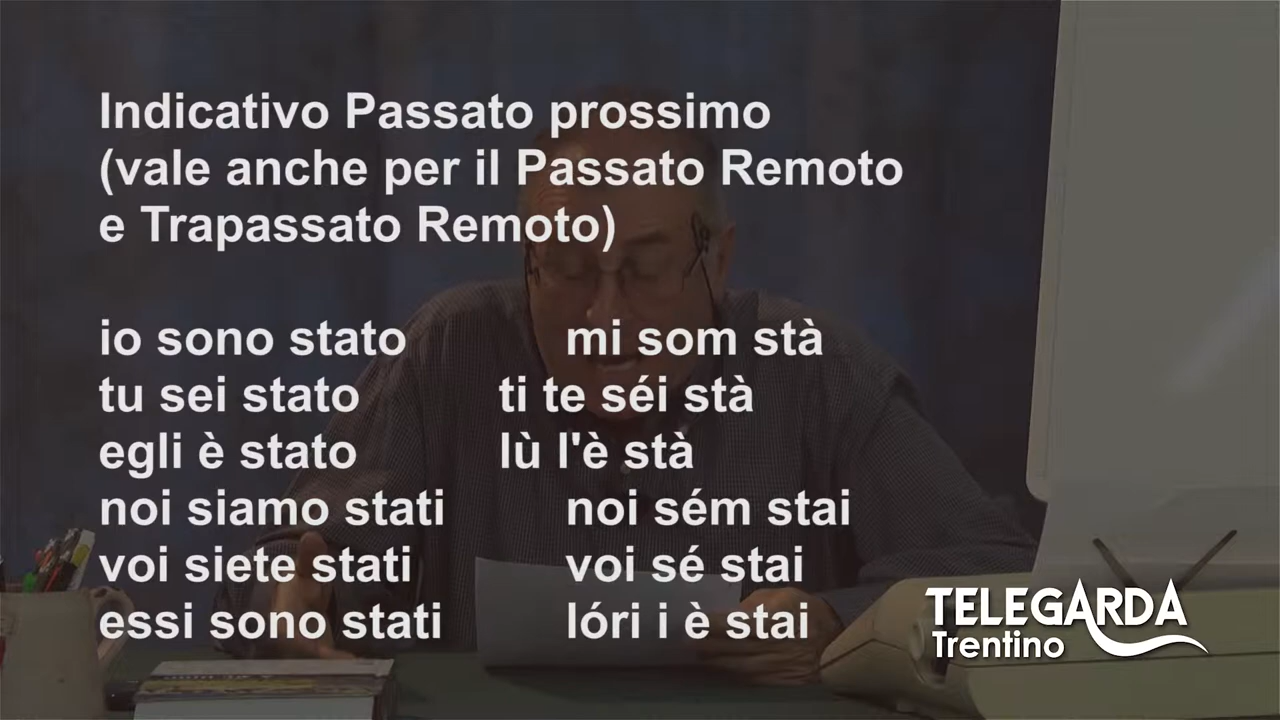 Indicativo Passato prossimo
(vale anche per il Passato Remoto
e Trapassato Remoto)
io sono stato mi som stà
tu sei stato ti te séi stà
egli è stato lù l'è stà
noi siamo stati noi sém stai
voi siete stati voi sé stai
essi sono stati lóri i è stai
TELEGARDA
Trentino